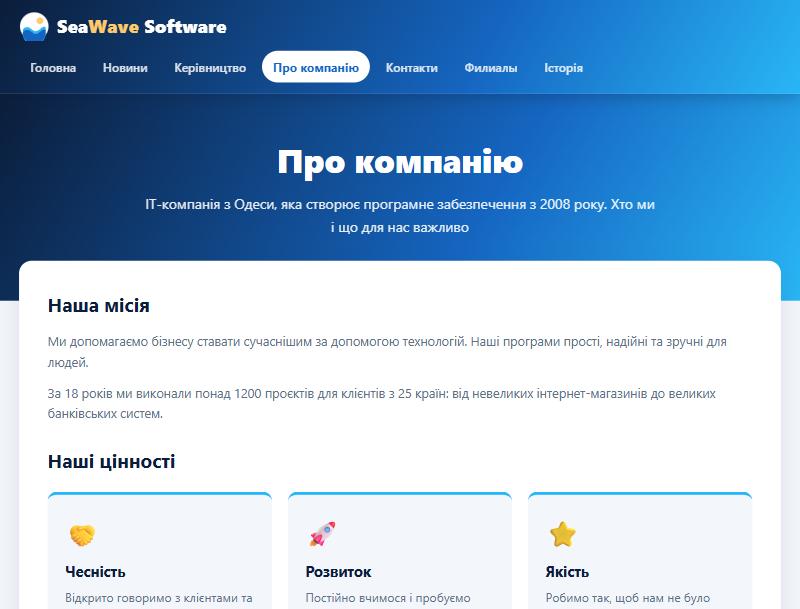 SeaWave Software
Головна Новини Керівництво Про компанію Контакти Филиалы Історія
Про компанію
ІТ-компанія з Одеси, яка створює програмне забезпечення з 2008 року. Хто ми
і що для нас важливо
Наша місія
Ми допомагаємо бізнесу ставати сучаснішим за допомогою технологій. Наші програми прості, надійні та зручні для
людей.
За 18 років ми виконали понад 1200 проєктів для клієнтів з 25 країн: від невеликих інтернет-магазинів до великих
банківських систем.
Наші цінності
Чесність
Відкрито говоримо з клієнтами та
Розвиток
Постійно вчимося і пробуємо
Якість
Робимо так, щоб нам не було